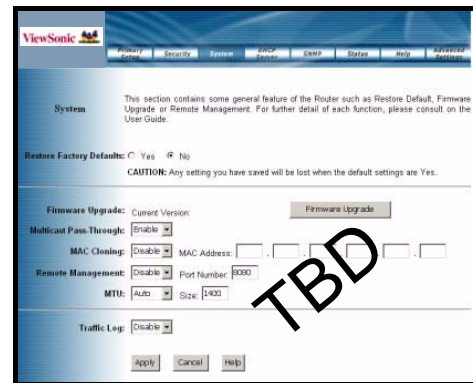 ViewSonic
Primary Setup
Security
System
DHCP Server
SNMP
Status
Help
Advanced Settings
System
This section contains some general feature of the Router such as Restore Default, Firmware
Upgrade or Remote Management. For further detail of each function, please consult on the
User Guide.
Restore Factory Defaults: Yes No
CAUTION: Any setting you have saved will be lost when the default settings are Yes.
Firmware Upgrade: Current Version: Firmware Upgrade
Multicast Pass-Through: Enable
MAC Cloning: Disable MAC Address: . . . . .
Remote Management: Disable Port Number: 8080
MTU: Auto Size: 1400
TBD
Traffic Log: Disable
Apply Cancel Help